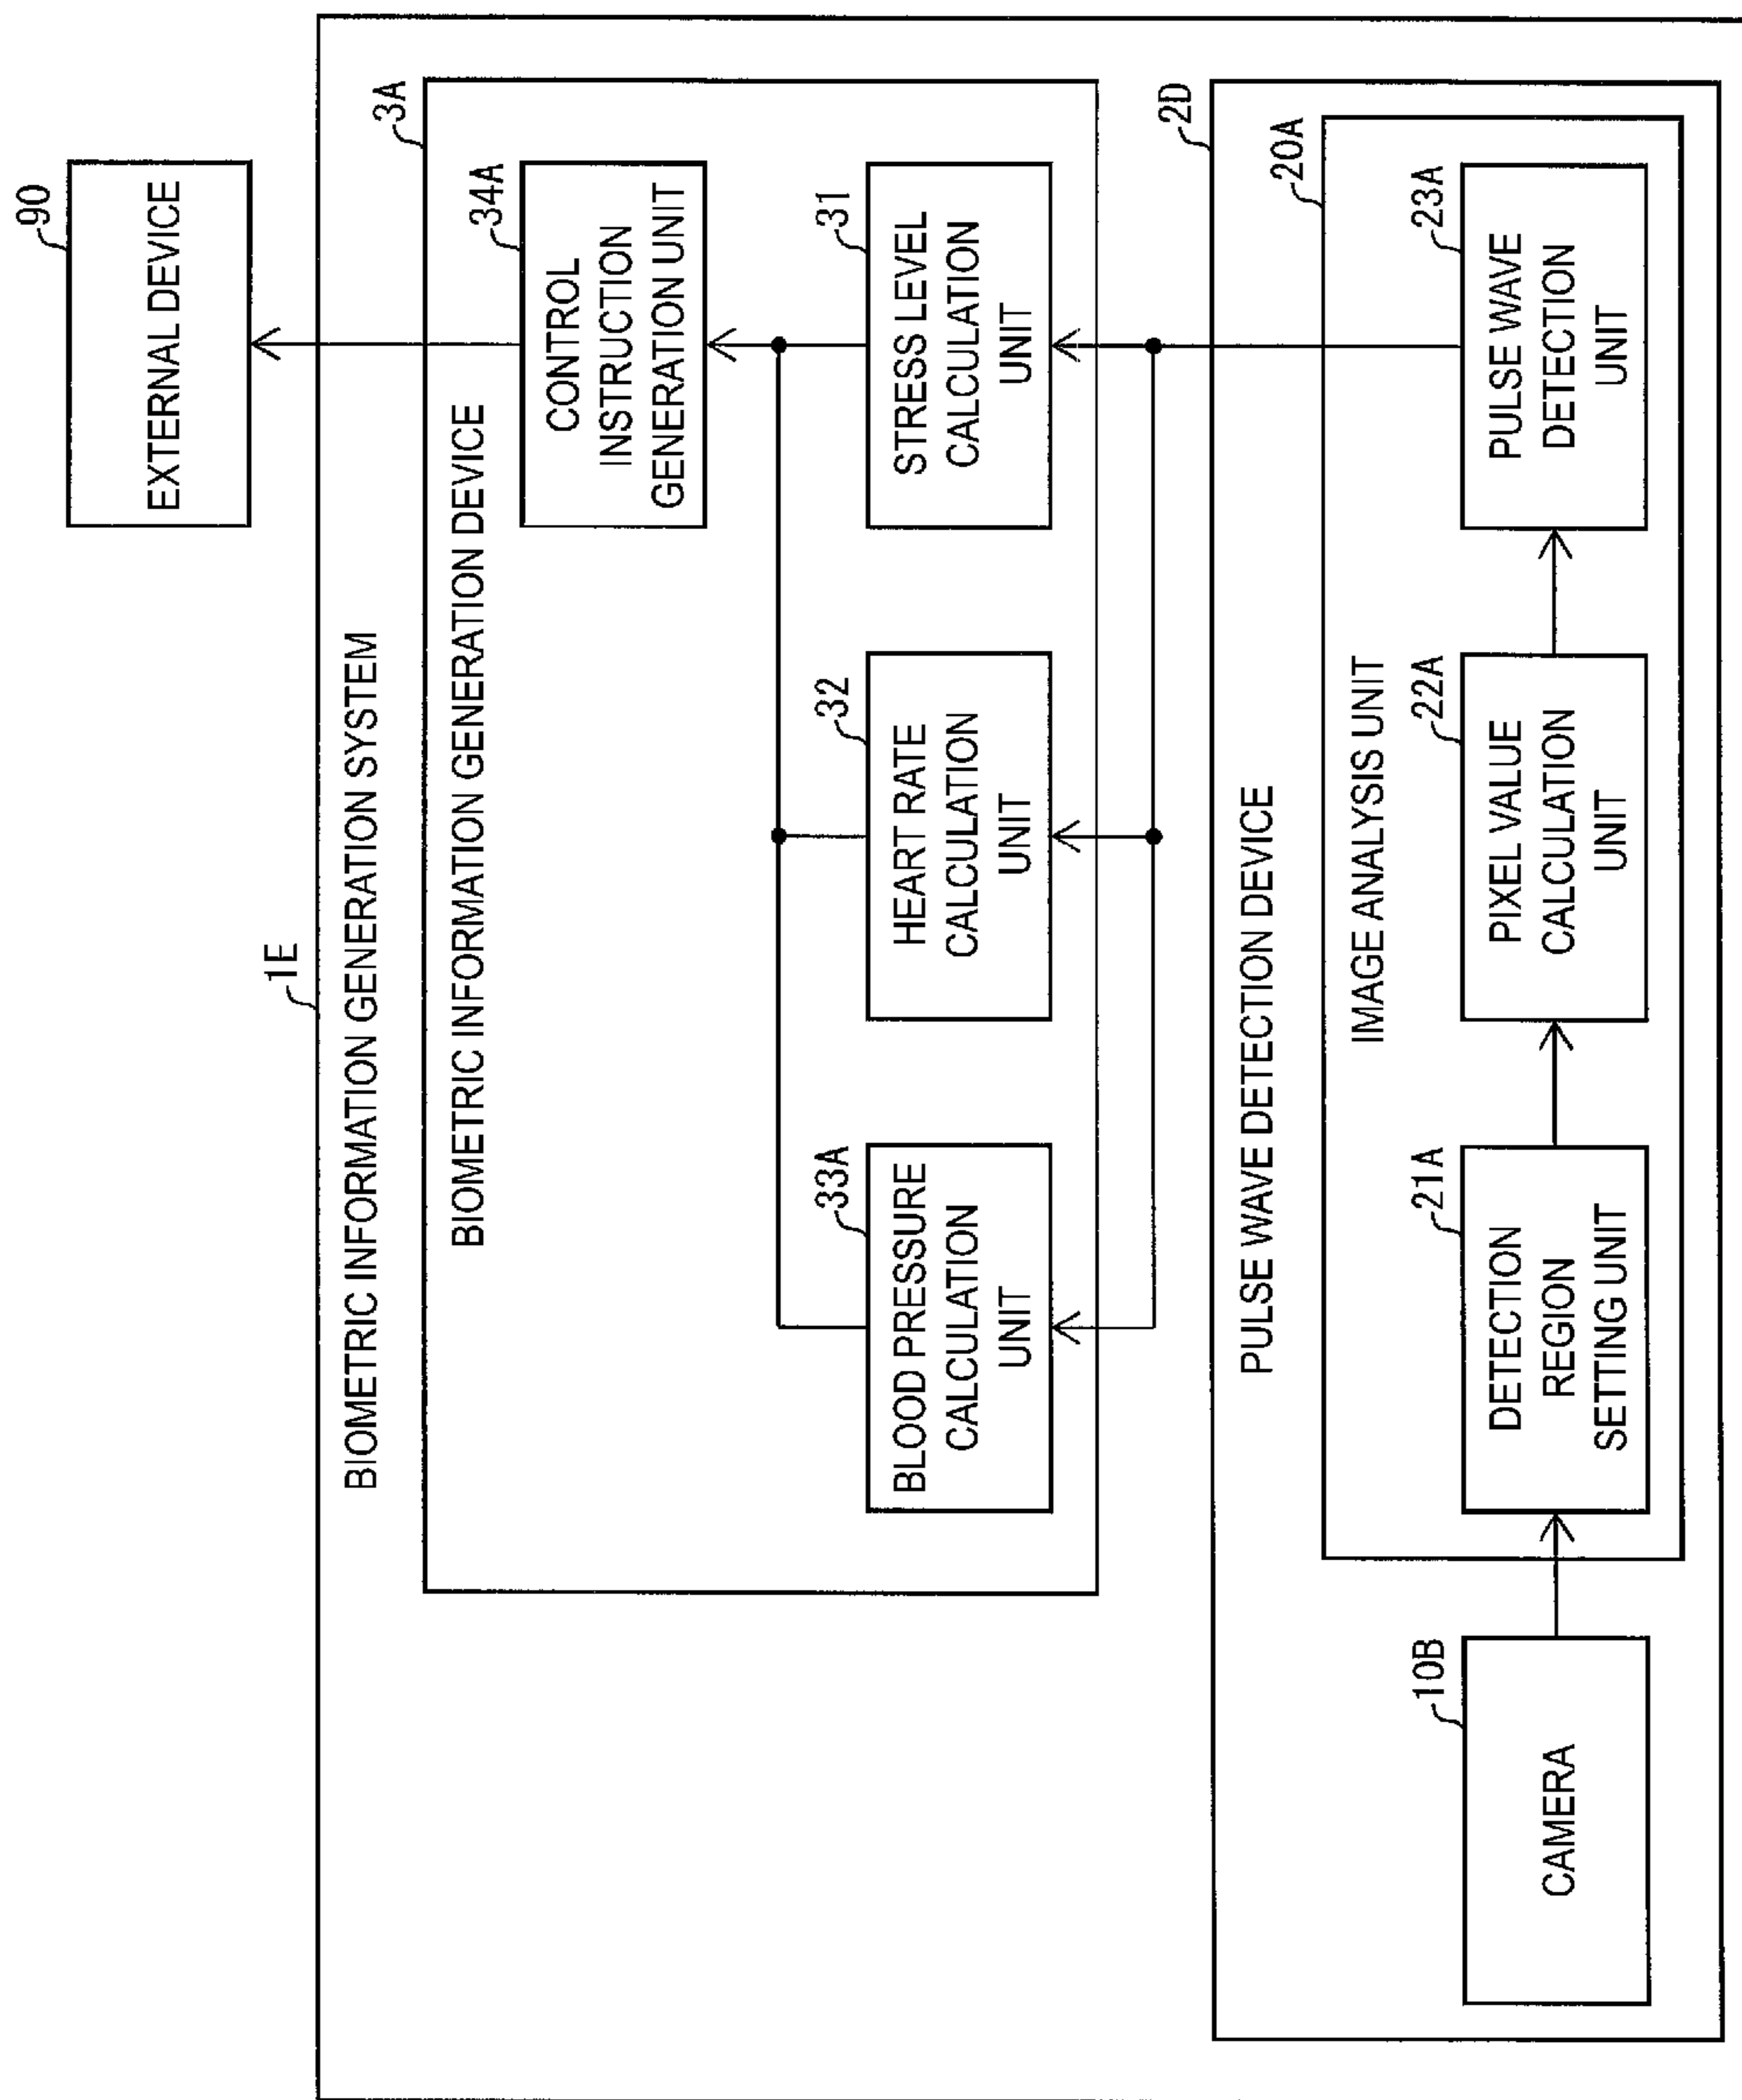 90
EXTERNAL DEVICE
1E
BIOMETRIC INFORMATION GENERATION SYSTEM
3A
BIOMETRIC INFORMATION GENERATION DEVICE
34A
CONTROL
INSTRUCTION
GENERATION UNIT
33A
BLOOD PRESSURE
CALCULATION
UNIT
32
HEART RATE
CALCULATION
UNIT
31
STRESS LEVEL
CALCULATION
UNIT
2D
PULSE WAVE DETECTION DEVICE
20A
IMAGE ANALYSIS UNIT
10B
CAMERA
21A
DETECTION
REGION
SETTING UNIT
22A
PIXEL VALUE
CALCULATION
UNIT
23A
PULSE WAVE
DETECTION
UNIT